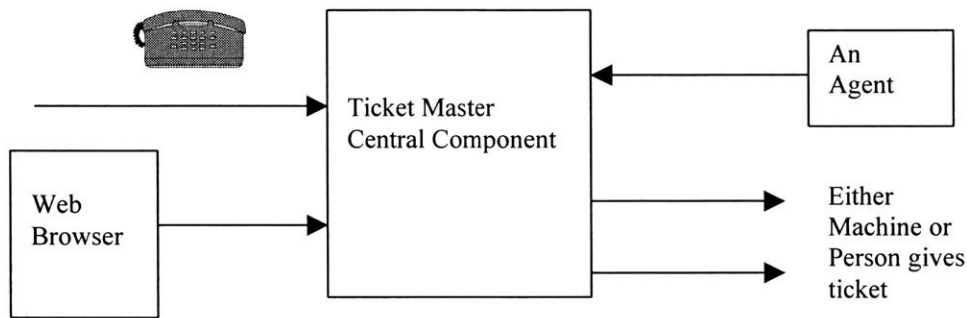 Ticket Master
Central Component
An
Agent
Web
Browser
Either
Machine or
Person gives
ticket